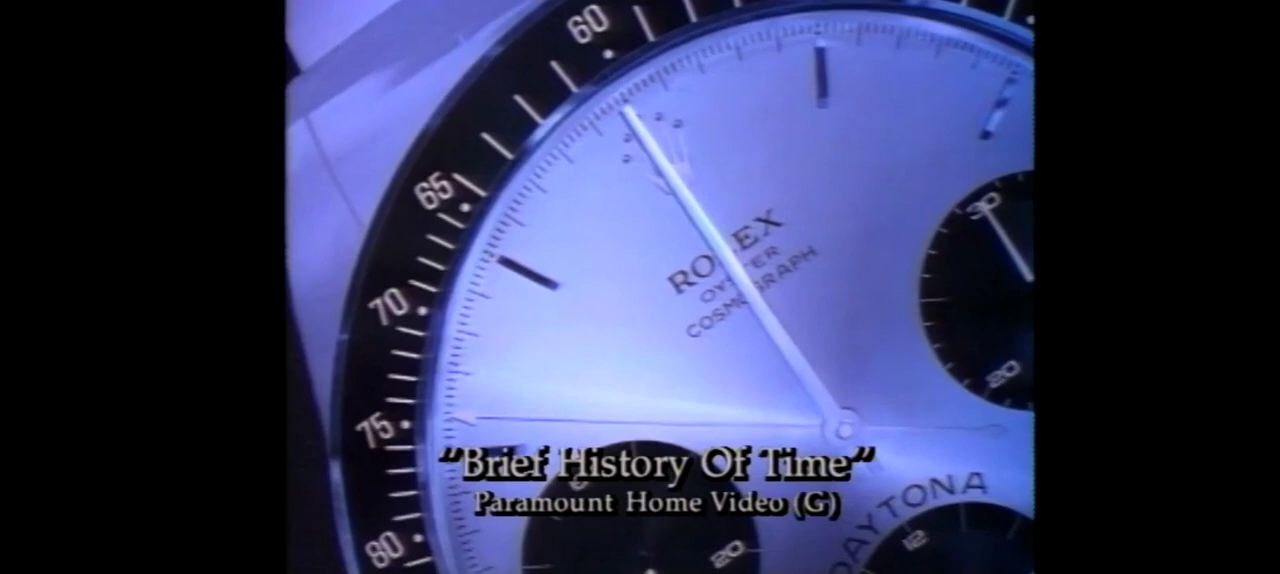 60
65
70
75
80
ROLEX
OYSTER
COSMOGRAPH
30
20
"Brief History Of Time"
Paramount Home Video (G)
DAYTONA
20
12